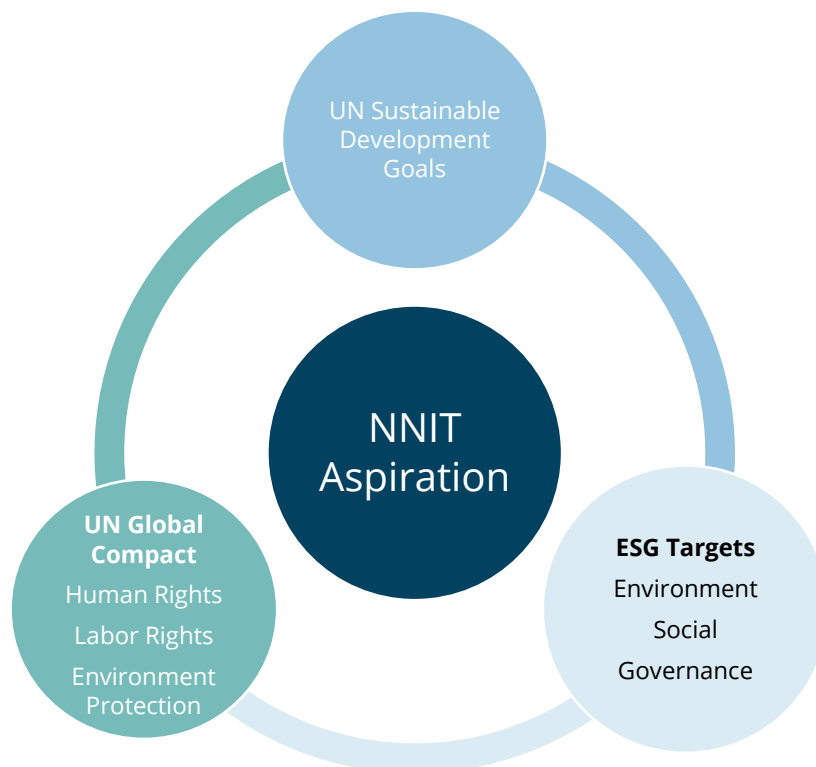 UN Sustainable
Development
Goals
NNIT
Aspiration
UN Global
Compact
Human Rights
Labor Rights
Environment
Protection
ESG Targets
Environment
Social
Governance